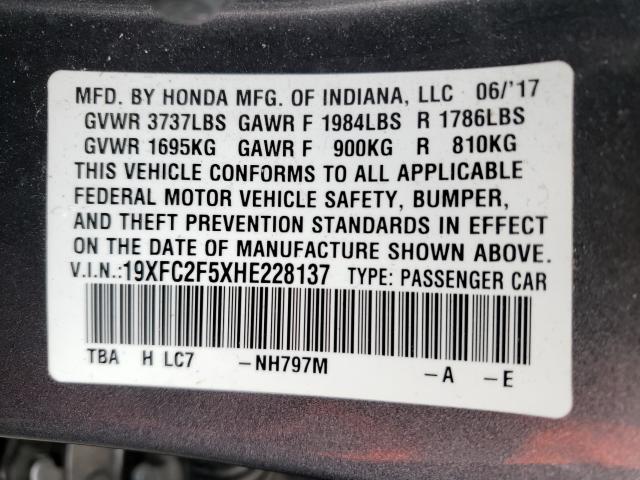 MFD. BY HONDA MFG. OF INDIANA, LLC 06/'17
GVWR 3737LBS GAWR F 1984LBS R 1786LBS
GVWR 1695KG GAWR F 900KG R 810KG
THIS VEHICLE CONFORMS TO ALL APPLICABLE
FEDERAL MOTOR VEHICLE SAFETY, BUMPER,
AND THEFT PREVENTION STANDARDS IN EFFECT
ON THE DATE OF MANUFACTURE SHOWN ABOVE.
V.I.N.:19XFC2F5XHE228137 TYPE: PASSENGER CAR
TBA H LC7 -NH797M -A -E